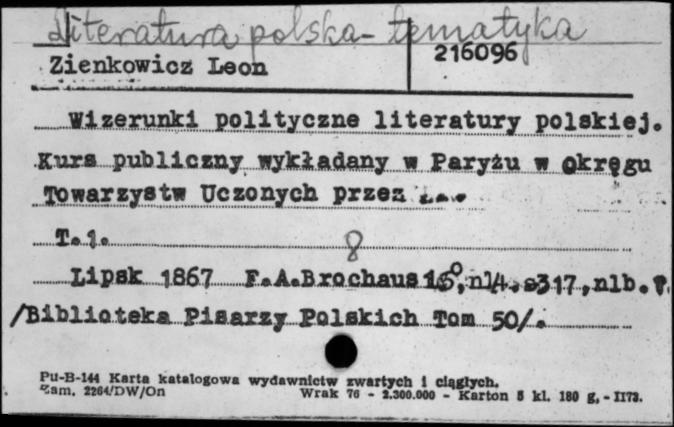 Literatura polska - tematyka
Zienkowicz Leon
216096
Wizerunki polityczne literatury polskiej.
Kurs publiczny wykładany w Paryżu w okręgu
Towarzystw Uczonych przez ...
T.1.
8
Lipsk 1867 F.A.Brochaus 16°, nl4. s317, nlb.
/Biblioteka Pisarzy Polskich Tom 50/.
Pu-B-144 Karta katalogowa wydawnictw zwartych i ciągłych.
Zam. 2264/DW/On Wrak 76 - 2.300.000 - Karton 5 kl. 180 g, - 1173.